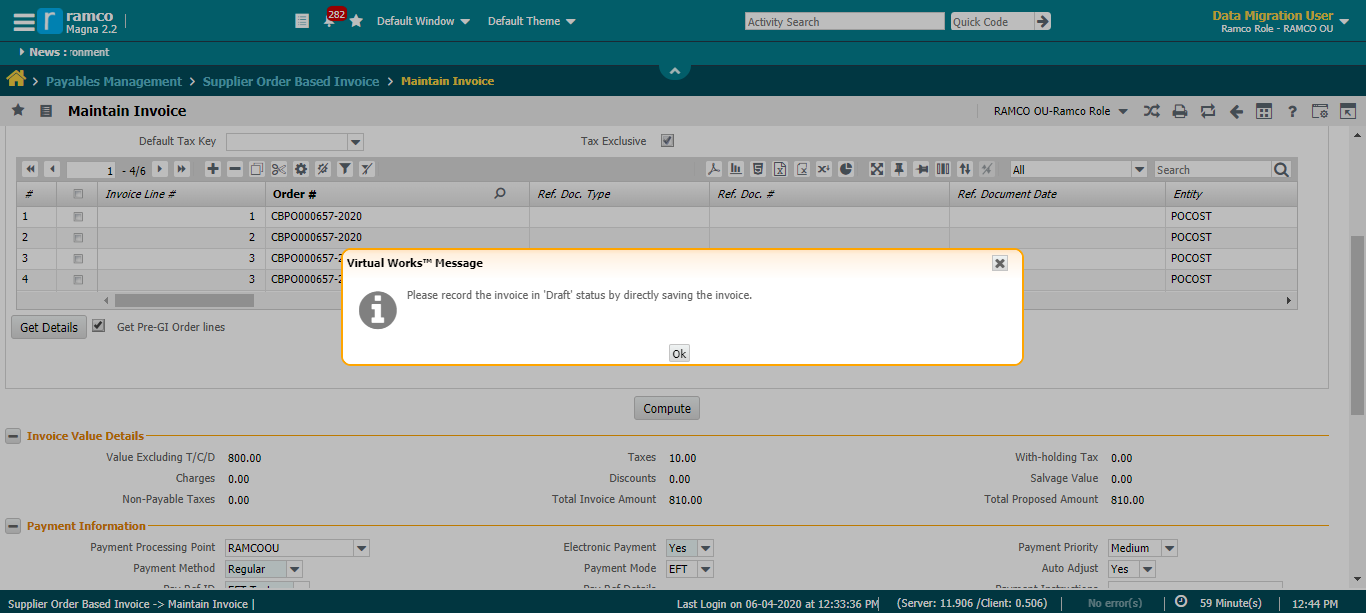 ramco
Magna 2.2
282
Default Window
Default Theme
Activity Search
Quick Code
Data Migration User
Ramco Role - RAMCO OU
News : ronment
Payables Management > Supplier Order Based Invoice > Maintain Invoice
Maintain Invoice
RAMCO OU-Ramco Role
Default Tax Key
Tax Exclusive
1 - 4/6
All
Search
# Invoice Line # Order # Ref. Doc. Type Ref. Doc. # Ref. Document Date Entity
1 1 CBPO000657-2020 POCOST
2 2 CBPO000657-2020 POCOST
3 3 CBPO000657- POCOST
4 3 CBPO000657- POCOST
Virtual Works™ Message
Please record the invoice in 'Draft' status by directly saving the invoice.
Ok
Get Details
Get Pre-GI Order lines
Compute
Invoice Value Details
Value Excluding T/C/D 800.00 Taxes 10.00 With-holding Tax 0.00
Charges 0.00 Discounts 0.00 Salvage Value 0.00
Non-Payable Taxes 0.00 Total Invoice Amount 810.00 Total Proposed Amount 810.00
Payment Information
Payment Processing Point RAMCOOU Electronic Payment Yes Payment Priority Medium
Payment Method Regular Payment Mode EFT Auto Adjust Yes
Supplier Order Based Invoice -> Maintain Invoice |
Last Login on 06-04-2020 at 12:33:36 PM
(Server: 11.906 /Client: 0.506)
No error(s)
59 Minute(s)
12:44 PM